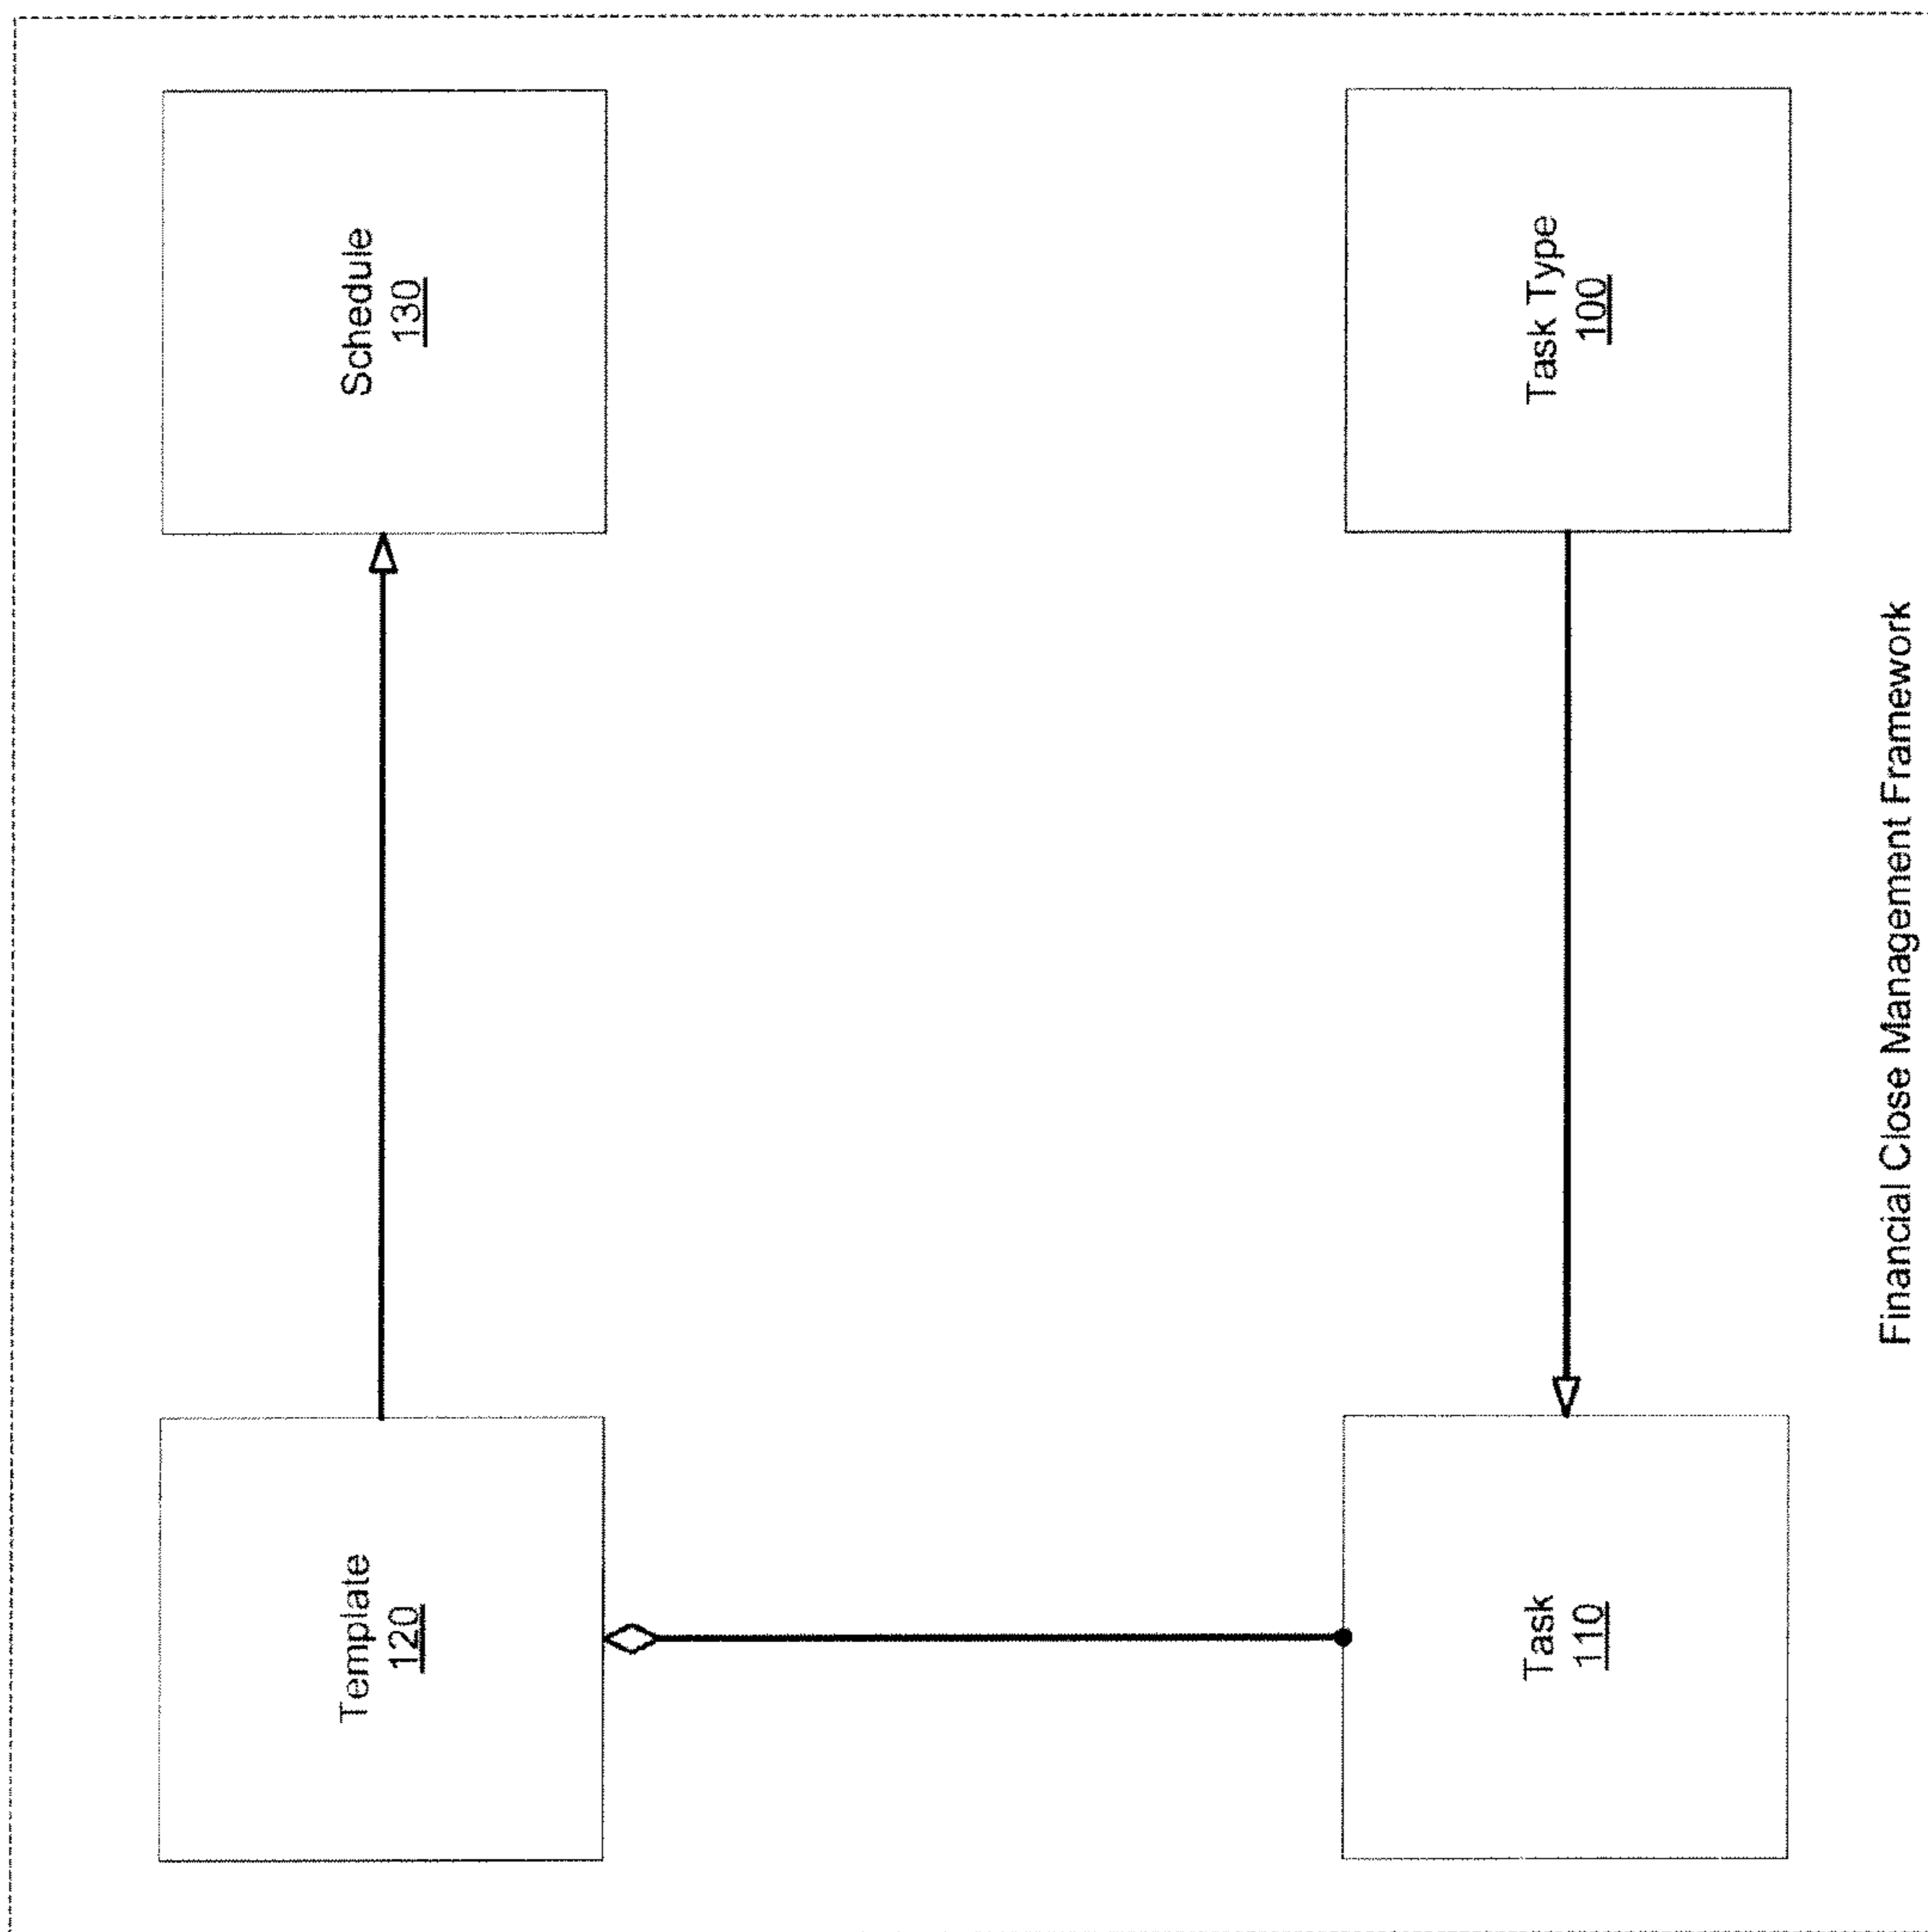 Template
120
Schedule
130
Task
110
Task Type
100
Financial Close Management Framework